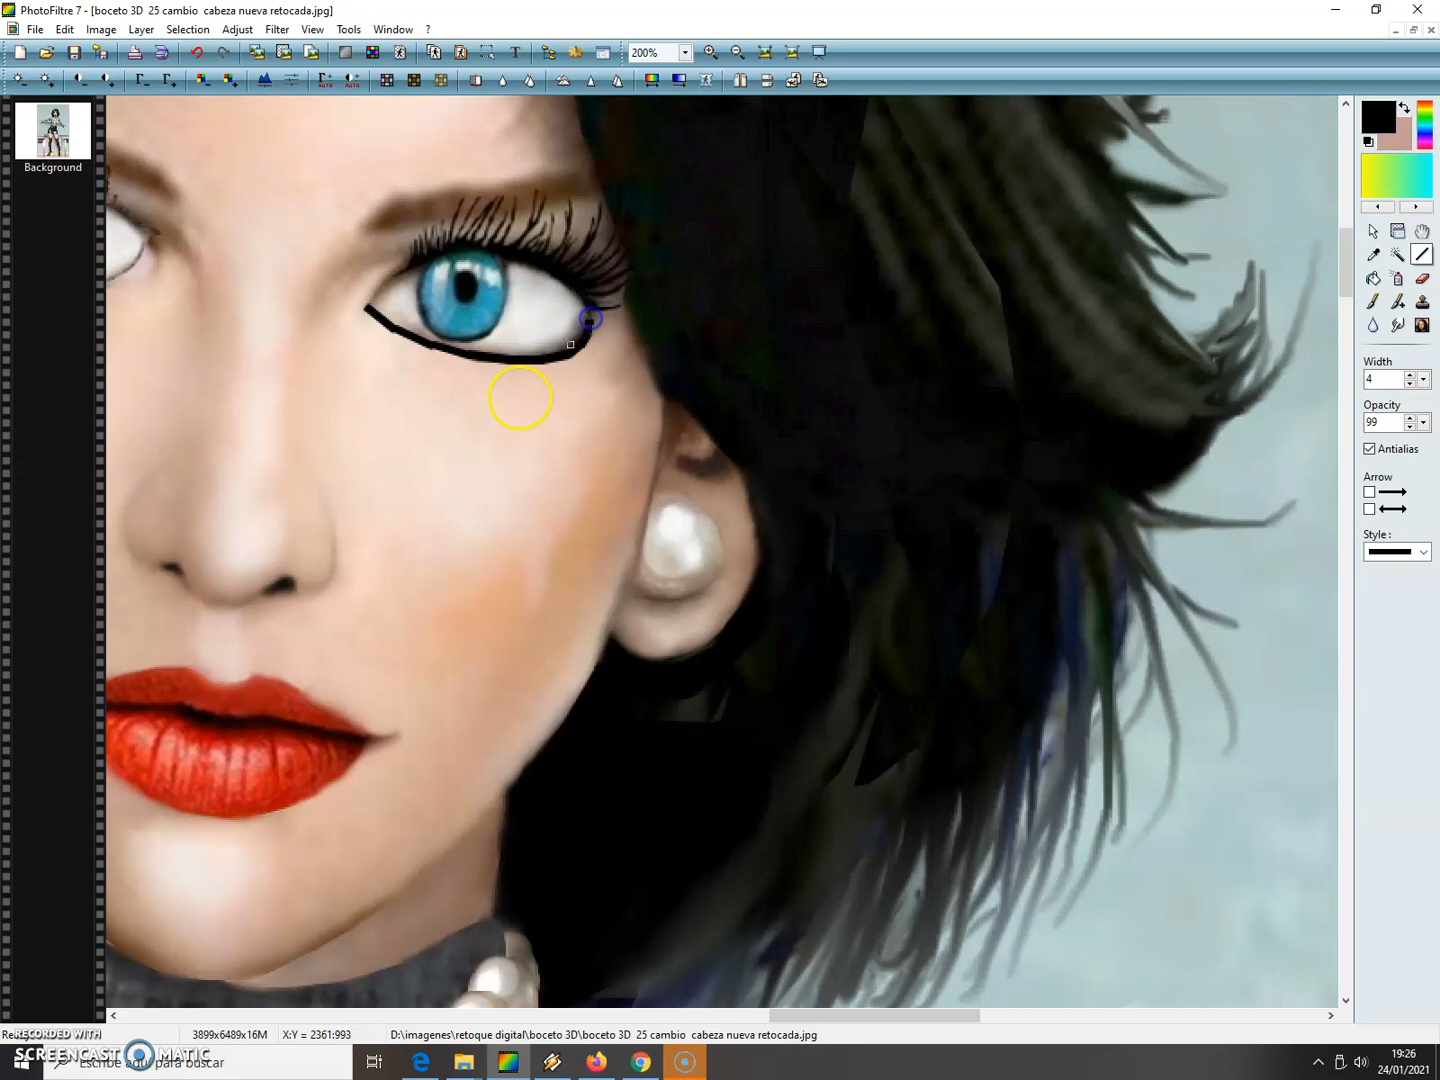 PhotoFiltre 7 - [boceto 3D  25 cambio  cabeza nueva retocada.jpg]
File Edit Image Layer Selection Adjust Filter View Tools Window ?
200%
Background
Width
4
Opacity
99
Antialias
Arrow
Style :
3899x6489x16M X:Y = 2361:993 D:\imagenes\retoque digital\boceto 3D\boceto 3D  25 cambio  cabeza nueva retocada.jpg
RECORDED WITH
SCREENCAST MATIC
Escribe aquí para buscar
19:26
24/01/2021